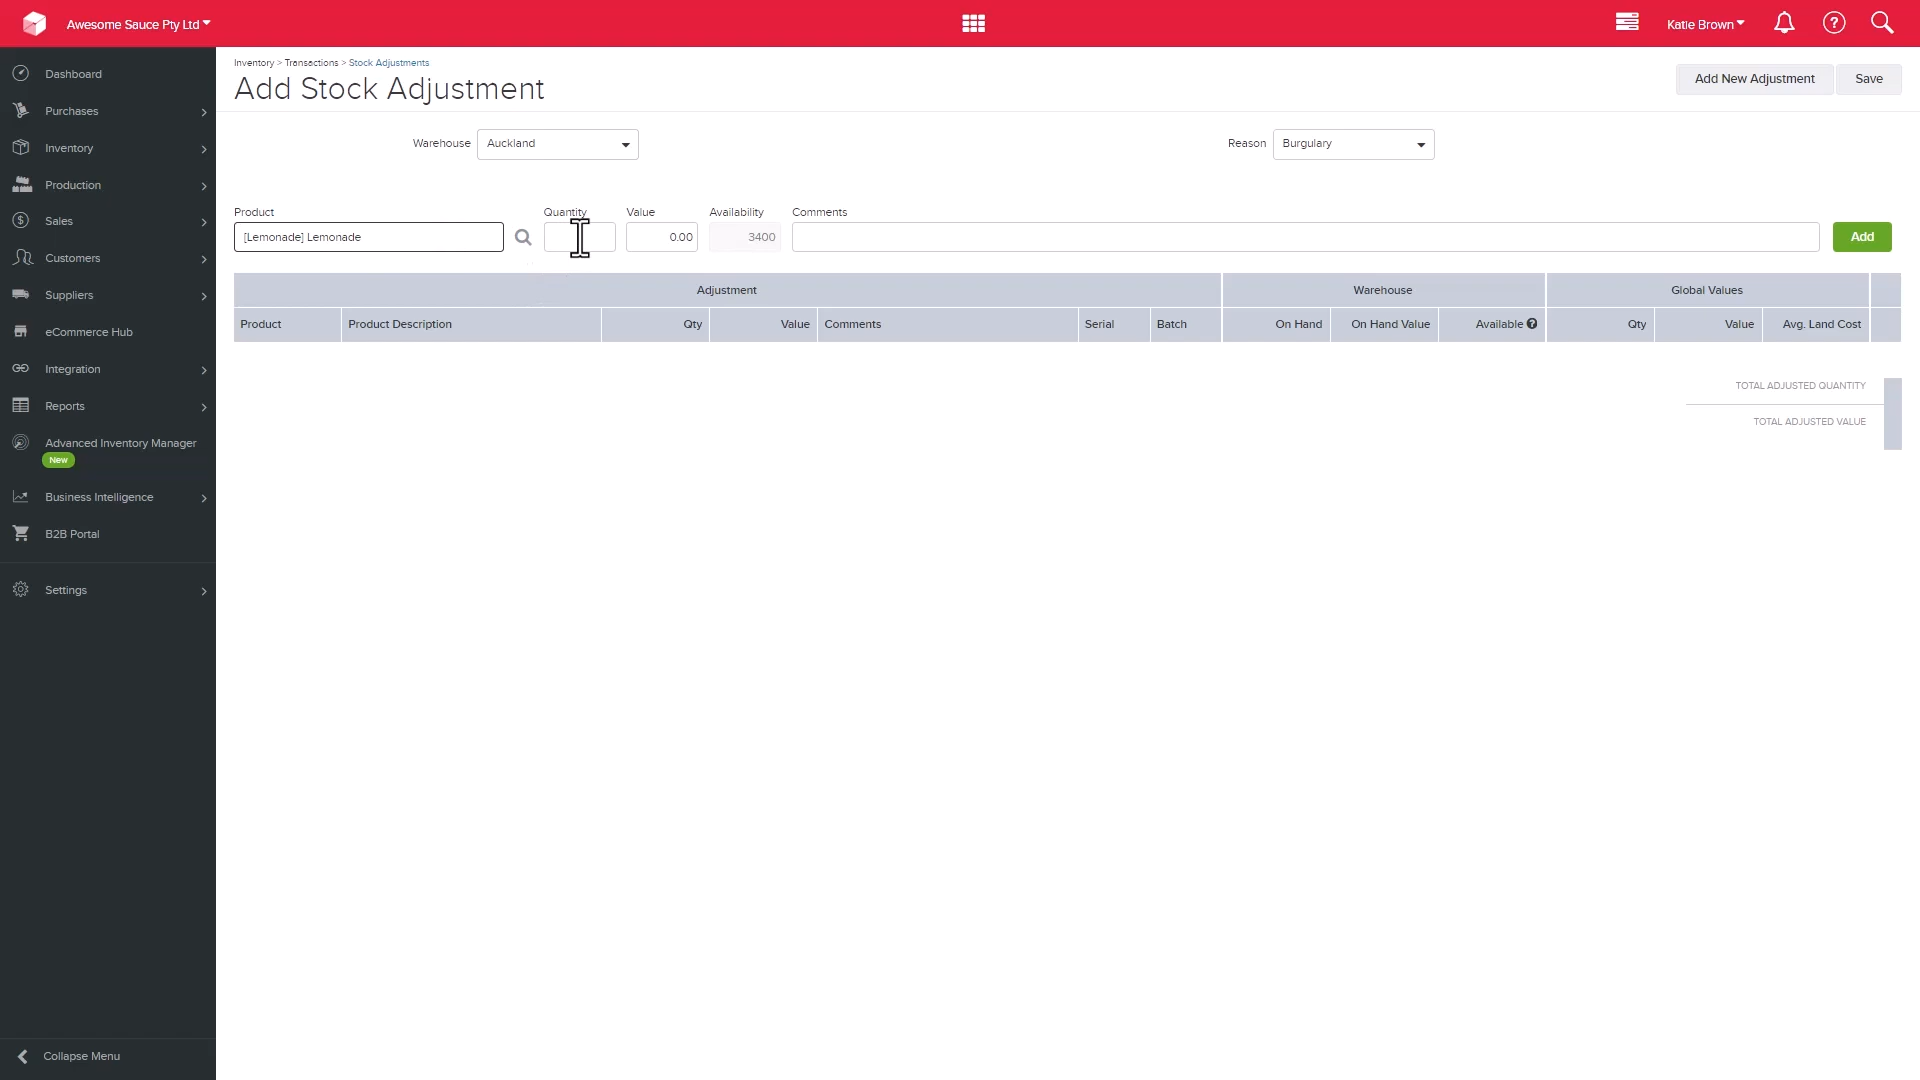 Awesome Sauce Pty Ltd
Katie Brown
Dashboard
Purchases
Inventory
Production
Sales
Customers
Suppliers
eCommerce Hub
Integration
Reports
Advanced Inventory Manager
New
Business Intelligence
B2B Portal
Settings
Collapse Menu
Inventory > Transactions > Stock Adjustments
Add Stock Adjustment
Add New Adjustment Save
Warehouse Auckland Reason Burgulary
Product Quantity Value Availability Comments
[Lemonade] Lemonade 0.00 3400 Add
Adjustment Warehouse Global Values
Product Product Description Qty Value Comments Serial Batch On Hand On Hand Value Available ? Qty Value Avg. Land Cost
TOTAL ADJUSTED QUANTITY
TOTAL ADJUSTED VALUE